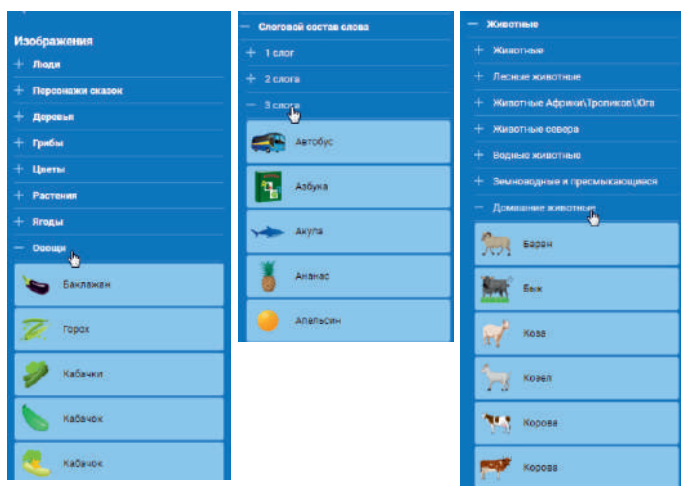 Изображения
Люди
Персонажи сказок
Деревья
Грибы
Цветы
Растения
Ягоды
Овощи
Баклажан
Горох
Кабачки
Кабачок
Кабачок
Слоговой состав слова
1 слог
2 слога
3 слога
Автобус
Азбука
Акула
Ананас
Апельсин
Животные
Животные
Лесные животные
Животные Африки\Тропиков\Юга
Животные севера
Водные животные
Земноводные и пресмыкающиеся
Домашние животные
Баран
Бык
Коза
Козел
Корова
Корова